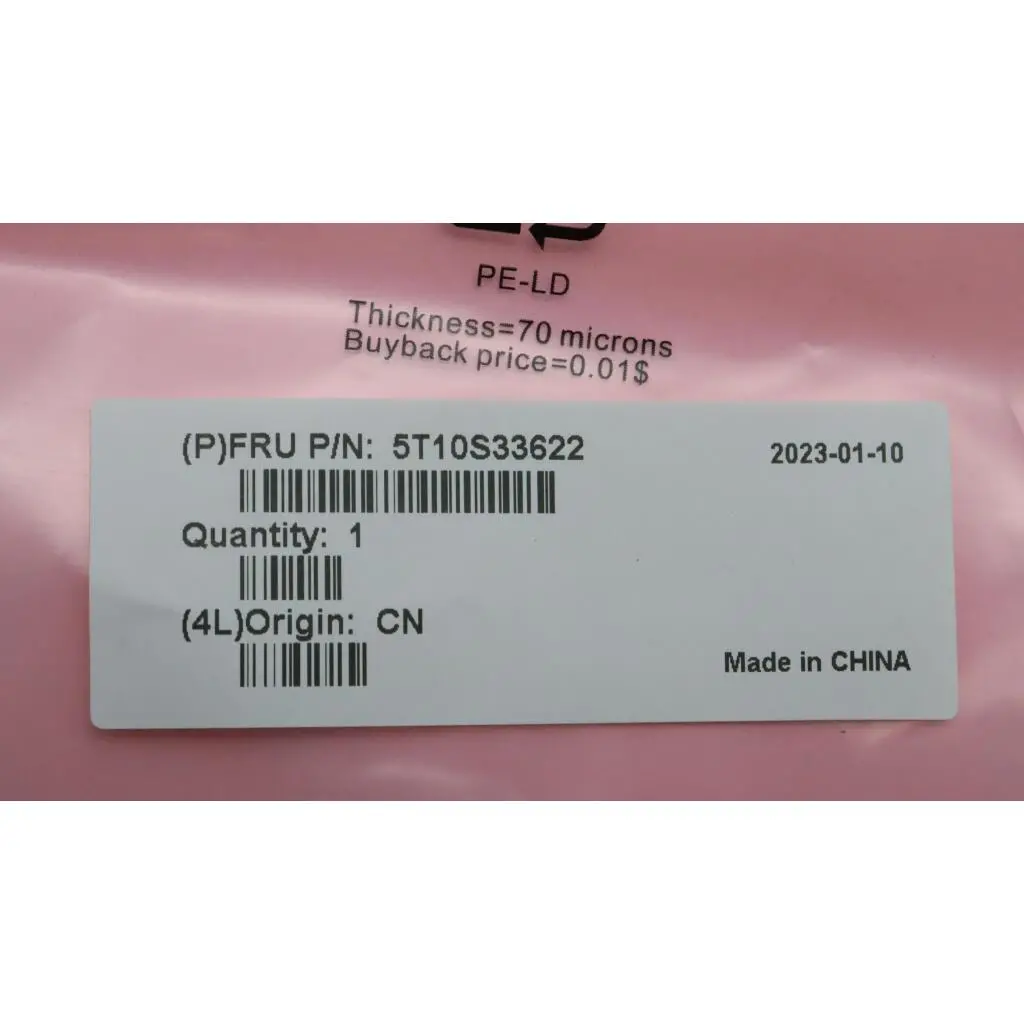 PE-LD
Thickness=70 microns
Buyback price=0.01$
(P)FRU P/N: 5T10S33622
2023-01-10
Quantity: 1
(4L)Origin: CN
Made in CHINA